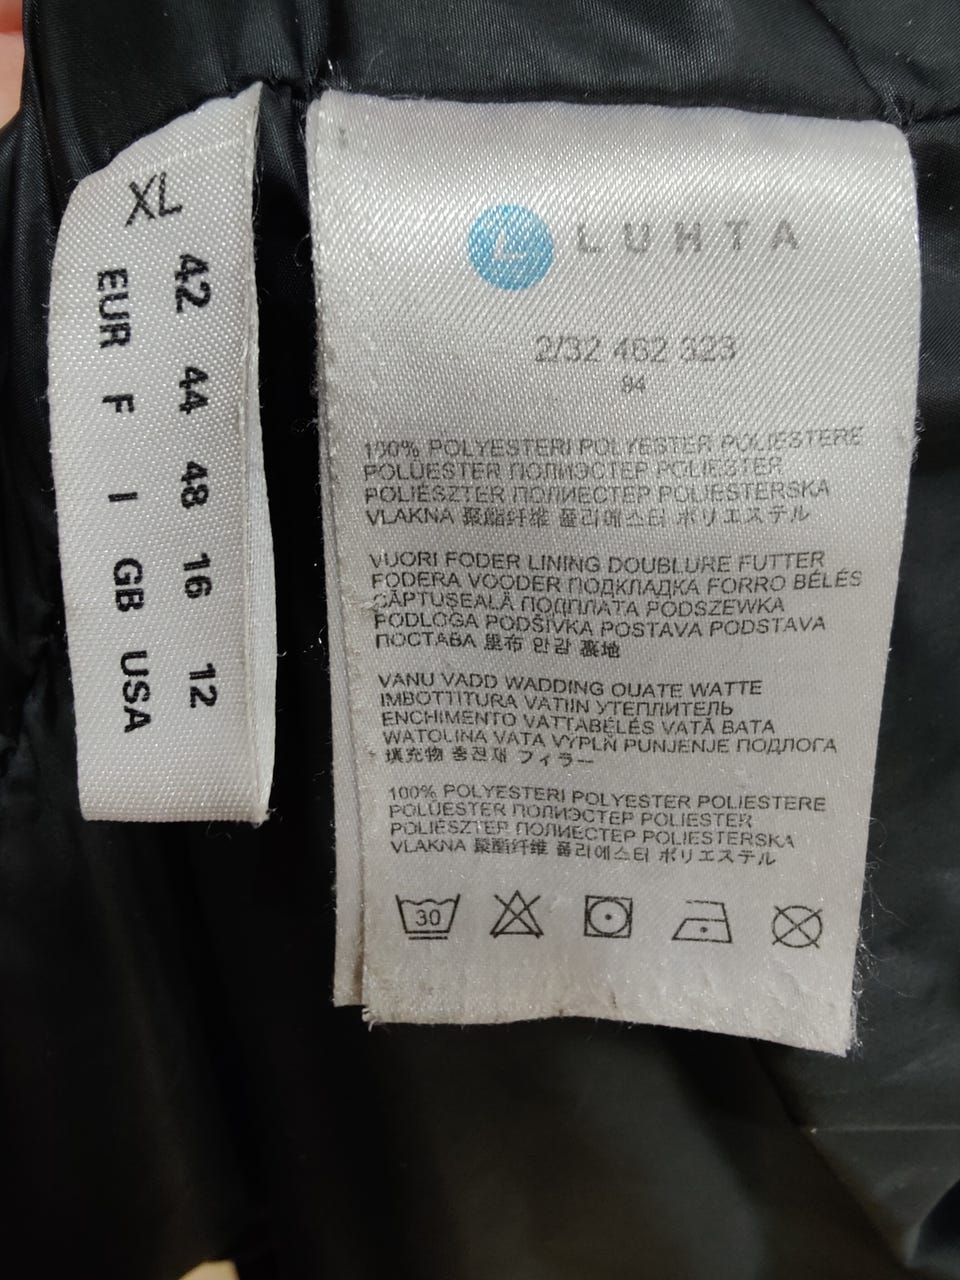 XL
42 44 48 16 12
EUR F I GB USA
LUHTA
2/32 462 323
94
100% POLYESTERI POLYESTER POLIESTERE
POLÜESTER ПОЛИЭСТЕР POLIESTER
POLIÉSZTER ПОЛИЕСТЕР POLIESTERSKA
VLAKNA 聚酯纤维 폴리에스터 ポリエステル
VUORI FODER LINING DOUBLURE FUTTER
FODERA VOODER ПОДКЛАДКА FORRO BÉLÉS
CĂPTUŞEALĂ ПОДПЛАТА PODSZEWKA
PODLOGA PODŠÍVKA POSTAVA PODSTAVA
ПОСТАВА 里布 안감 裏地
VANU VADD WADDING OUATE WATTE
IMBOTTITURA VATIIN УТЕПЛИТЕЛЬ
ENCHIMENTO VATTABÉLÉS VATĂ ВАТА
WATOLINA VATA VÝPLŇ PUNJENJE ПОДЛОГА
填充物 충전재 フィラー
100% POLYESTERI POLYESTER POLIESTERE
POLÜESTER ПОЛИЭСТЕР POLIESTER
POLIÉSZTER ПОЛИЕСТЕР POLIESTERSKA
VLAKNA 聚酯纤维 폴리에스터 ポリエステル
30